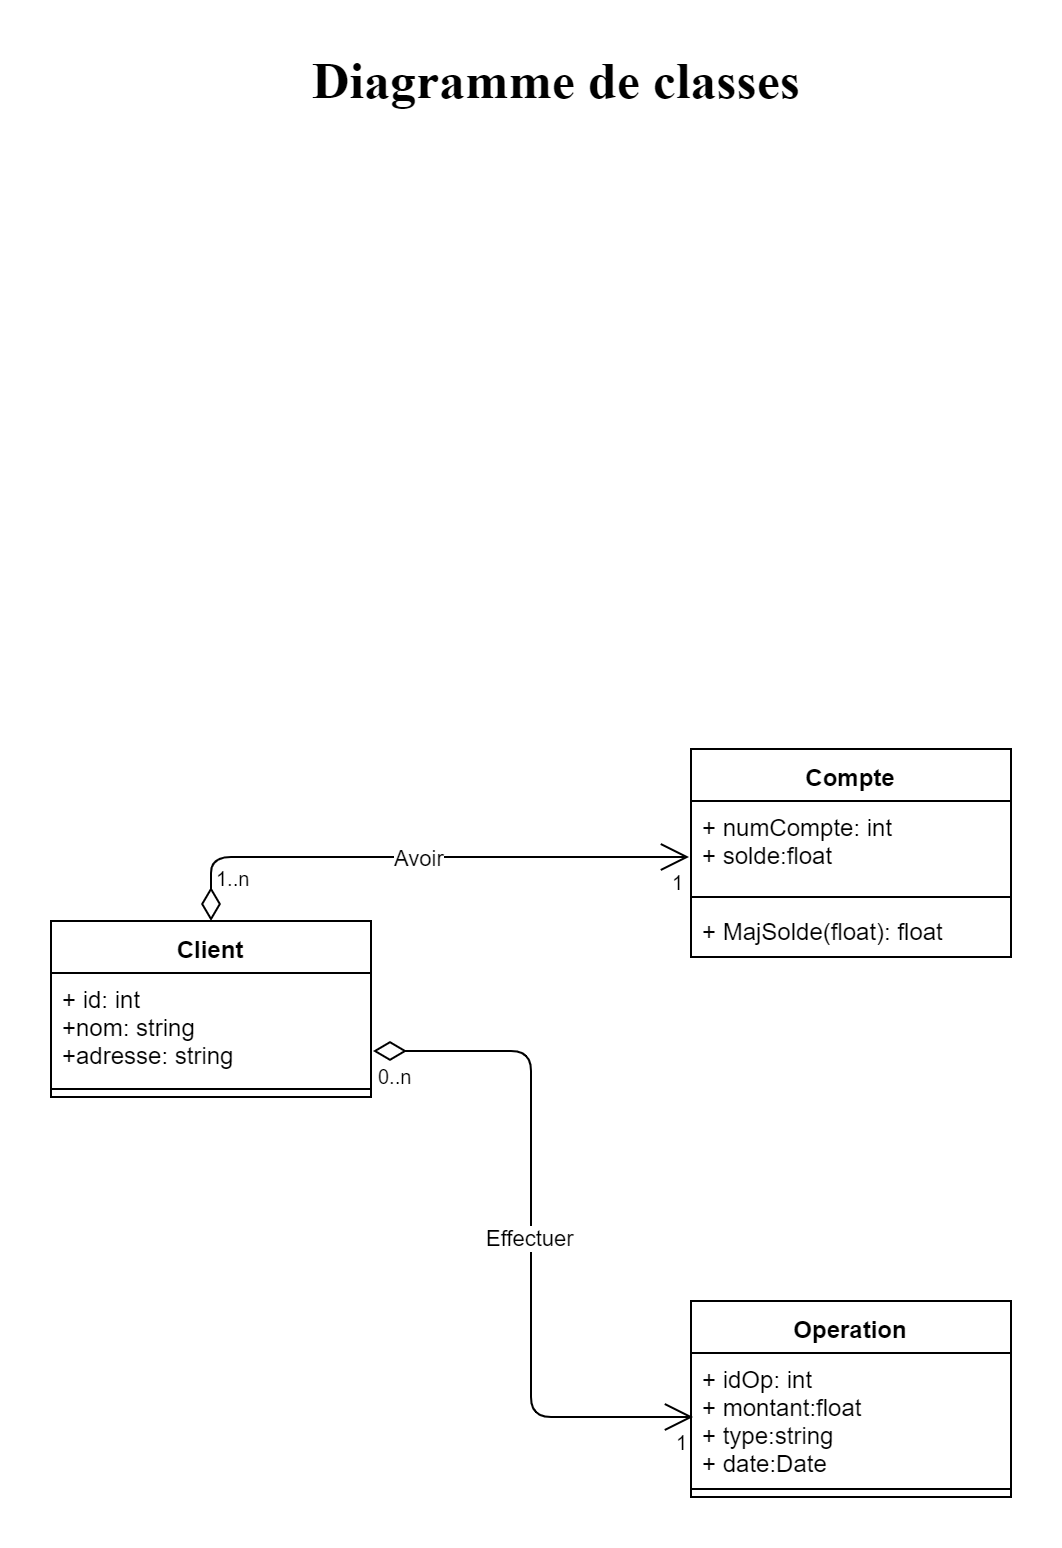 Diagramme de classes
Compte
+ numCompte: int
+ solde:float
+ MajSolde(float): float
Avoir
1..n
1
Client
+ id: int
+nom: string
+adresse: string
0..n
Effectuer
Operation
+ idOp: int
+ montant:float
+ type:string
+ date:Date
1